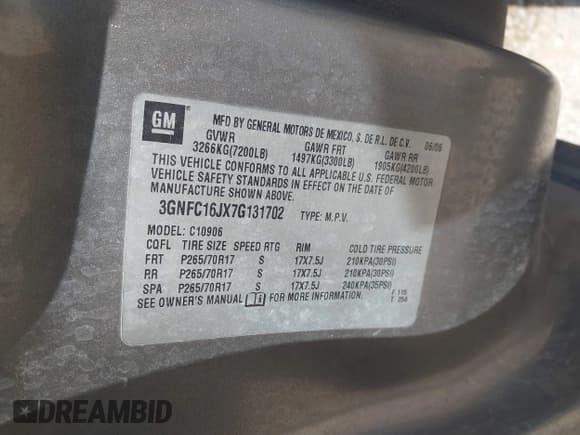 GM
MFD BY GENERAL MOTORS DE MEXICO, S. DE R.L. DE C.V. 06/06
GVWR GAWR FRT GAWR RR
3266KG(7200LB) 1497KG(3300LB) 1905KG(4200LB)
THIS VEHICLE CONFORMS TO ALL APPLICABLE U.S. FEDERAL MOTOR
VEHICLE SAFETY STANDARDS IN EFFECT ON THE DATE OF
MANUFACTURE SHOWN ABOVE.
3GNFC16JX7G131702 TYPE: M.P.V.
MODEL: C10906
CQFL TIRE SIZE SPEED RTG RIM COLD TIRE PRESSURE
FRT P265/70R17 S 17X7.5J 210KPA(30PSI)
RR P265/70R17 S 17X7.5J 210KPA(30PSI)
SPA P265/70R17 S 17X7.5J 240KPA(35PSI)
SEE OWNER'S MANUAL FOR MORE INFORMATION. F 115
T 250
DREAMBID